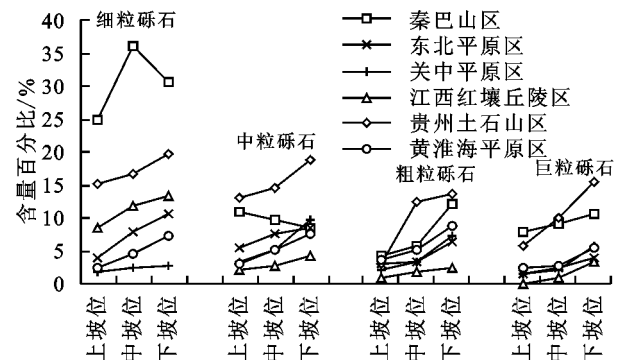 细粒砾石
中粒砾石
粗粒砾石
巨粒砾石
秦巴山区
东北平原区
关中平原区
江西红壤丘陵区
贵州土石山区
黄淮海平原区
含量百分比/%
40
35
30
25
20
15
10
5
0
上坡位
中坡位
下坡位
上坡位
中坡位
下坡位
上坡位
中坡位
下坡位
上坡位
中坡位
下坡位